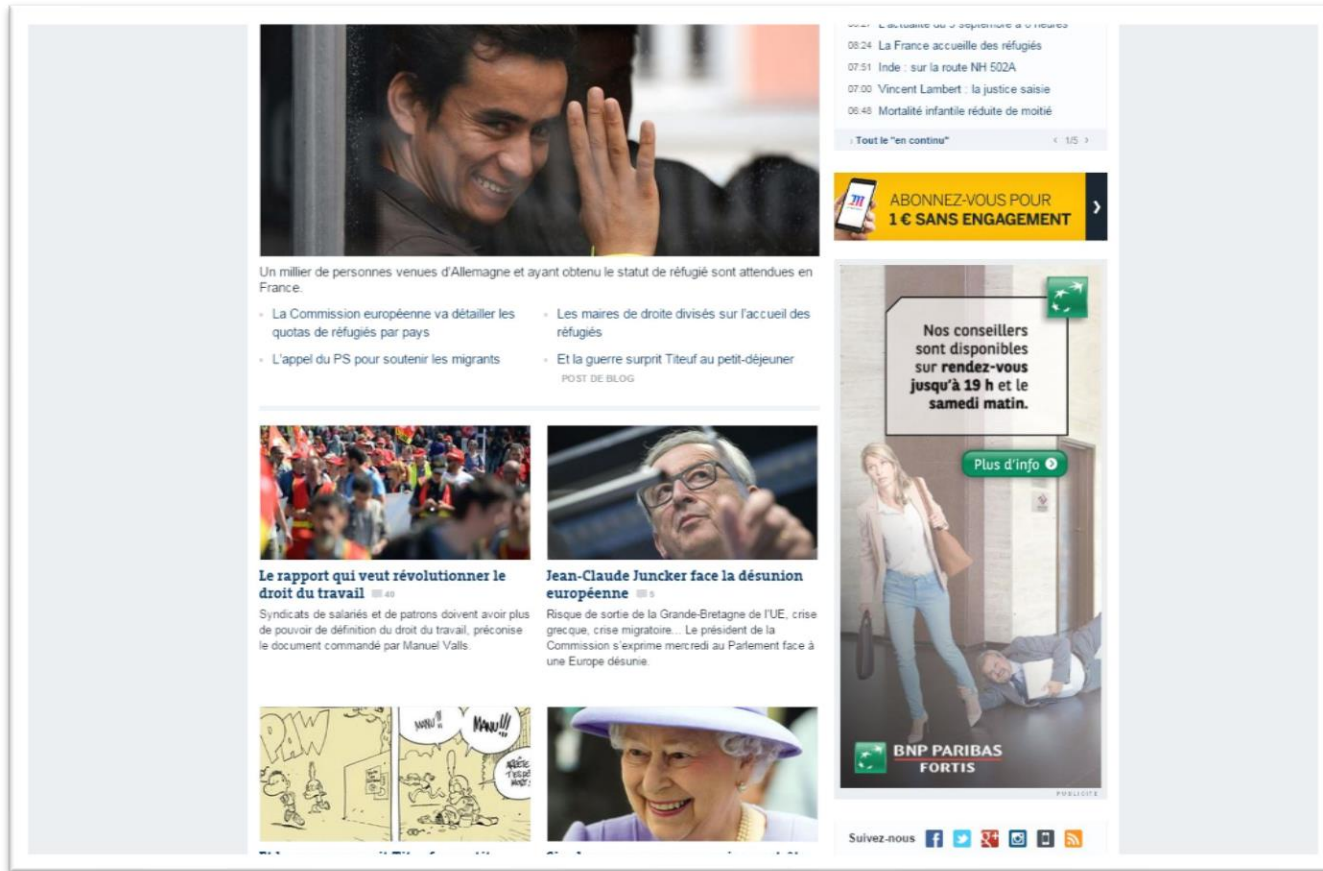 Un millier de personnes venues d'Allemagne et ayant obtenu le statut de réfugié sont attendues en
France.
La Commission européenne va détailler les
quotas de réfugiés par pays
L'appel du PS pour soutenir les migrants
Les maires de droite divisés sur l'accueil des
réfugiés
Et la guerre surprit Titeuf au petit-déjeuner
POST DE BLOG
Le rapport qui veut révolutionner le
droit du travail 49
Syndicats de salariés et de patrons doivent avoir plus
de pouvoir de définition du droit du travail, préconise
le document commandé par Manuel Valls.
Jean-Claude Juncker face la désunion
européenne 5
Risque de sortie de la Grande-Bretagne de l'UE, crise
grecque, crise migratoire... Le président de la
Commission s'exprime mercredi au Parlement face à
une Europe désunie.
PAW
MANU!!!
MANU!!!
08:24 La France accueille des réfugiés
07:51 Inde : sur la route NH 502A
07:00 Vincent Lambert : la justice saisie
06:48 Mortalité infantile réduite de moitié
› Tout le "en continu" ‹ 1/5 ›
ABONNEZ-VOUS POUR
1 € SANS ENGAGEMENT
Nos conseillers
sont disponibles
sur rendez-vous
jusqu'à 19 h et le
samedi matin.
Plus d'info
BNP PARIBAS
FORTIS
PUBLICITÉ
Suivez-nous